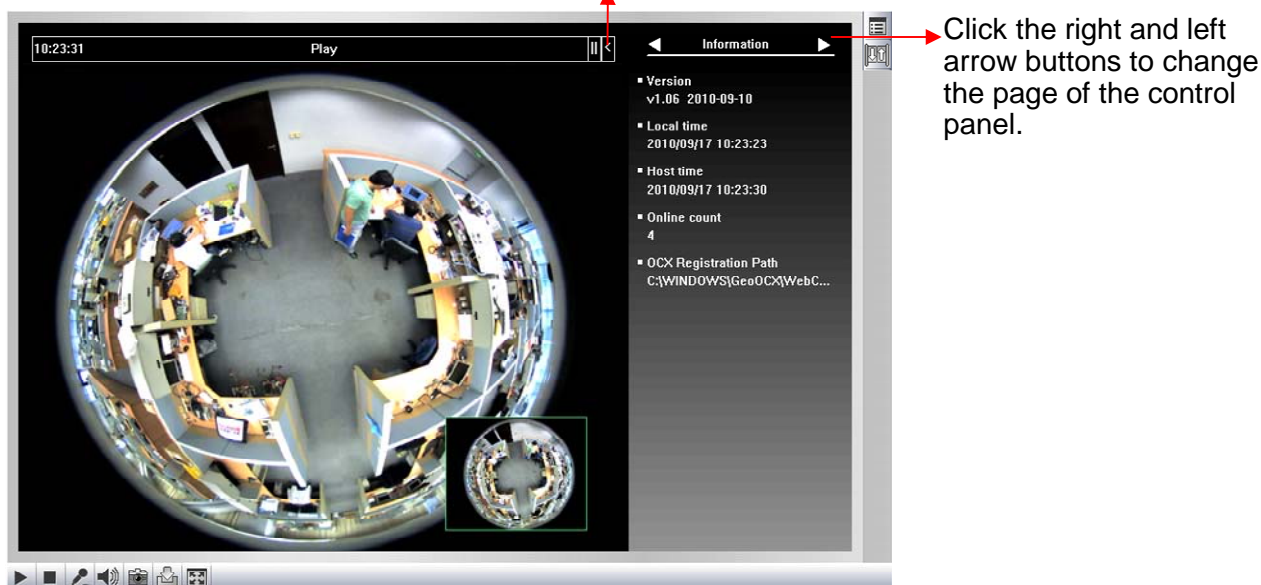 10:23:31 Play
Information
Version
v1.06 2010-09-10
Local time
2010/09/17 10:23:23
Host time
2010/09/17 10:23:30
Online count
4
OCX Registration Path
C:\WINDOWS\GeoOCX\WebC...
Click the right and left
arrow buttons to change
the page of the control
panel.